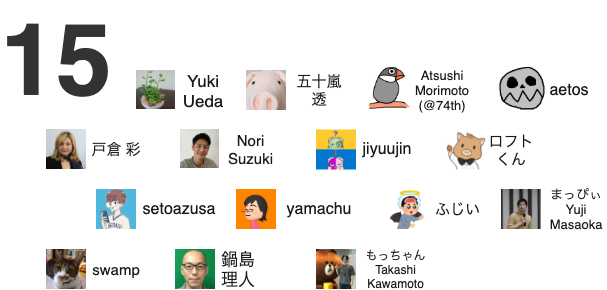 15
Yuki
Ueda
五十嵐
透
Atsushi
Morimoto
(@74th)
aetos
戸倉 彩
Nori
Suzuki
jiyuujin
ロフト
くん
setoazusa
yamachu
ふじい
まっぴぃ
Yuji
Masaoka
swamp
鍋島
理人
もっちゃん
Takashi
Kawamoto